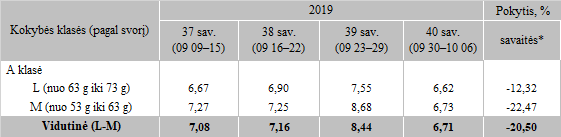 Kokybės klasės (pagal svorį) 2019 Pokytis, %
37 sav. 38 sav. 39 sav. 40 sav. savaitės*
(09 09–15) (09 16–22) (09 23–29) (09 30–10 06)
A klasė
L (nuo 63 g iki 73 g) 6,67 6,90 7,55 6,62 -12,32
M (nuo 53 g iki 63 g) 7,27 7,25 8,68 6,73 -22,47
Vidutinė (L-M) 7,08 7,16 8,44 6,71 -20,50